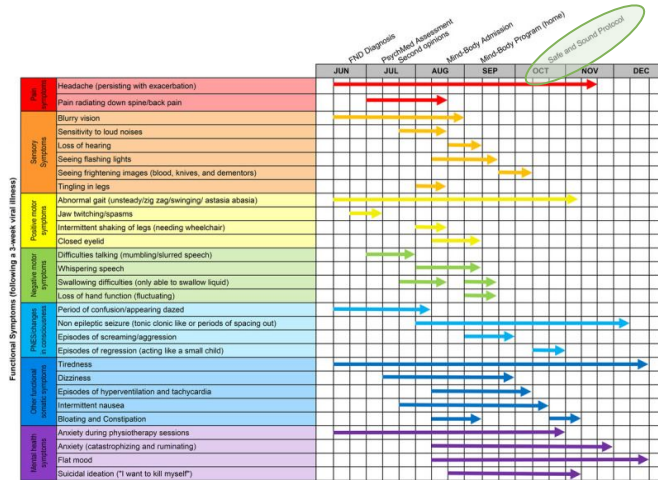 FND Diagnosis
PsychMed Assessment
Second opinions
Mind-Body Admission
Mind-Body Program (home)
Safe and Sound Protocol
JUN JUL AUG SEP OCT NOV DEC
Functional Symptoms (following a 3-week viral illness)
Pain symptoms
Headache (persisting with exacerbation)
Pain radiating down spine/back pain
Sensory Symptoms
Blurry vision
Sensitivity to loud noises
Loss of hearing
Seeing flashing lights
Seeing frightening images (blood, knives, and dementors)
Tingling in legs
Positive motor symptoms
Abnormal gait (unsteady/zig zag/swinging/ astasia abasia)
Jaw twitching/spasms
Intermittent shaking of legs (needing wheelchair)
Closed eyelid
Negative motor symptoms
Difficulties talking (mumbling/slurred speech)
Whispering speech
Swallowing difficulties (only able to swallow liquid)
Loss of hand function (fluctuating)
PNES/changes in consciousness
Period of confusion/appearing dazed
Non epileptic seizure (tonic clonic like or periods of spacing out)
Episodes of screaming/aggression
Episodes of regression (acting like a small child)
Other functional somatic symptoms
Tiredness
Dizziness
Episodes of hyperventilation and tachycardia
Intermittent nausea
Bloating and Constipation
Mental health symptoms
Anxiety during physiotherapy sessions
Anxiety (catastrophizing and ruminating)
Flat mood
Suicidal ideation ("I want to kill myself")